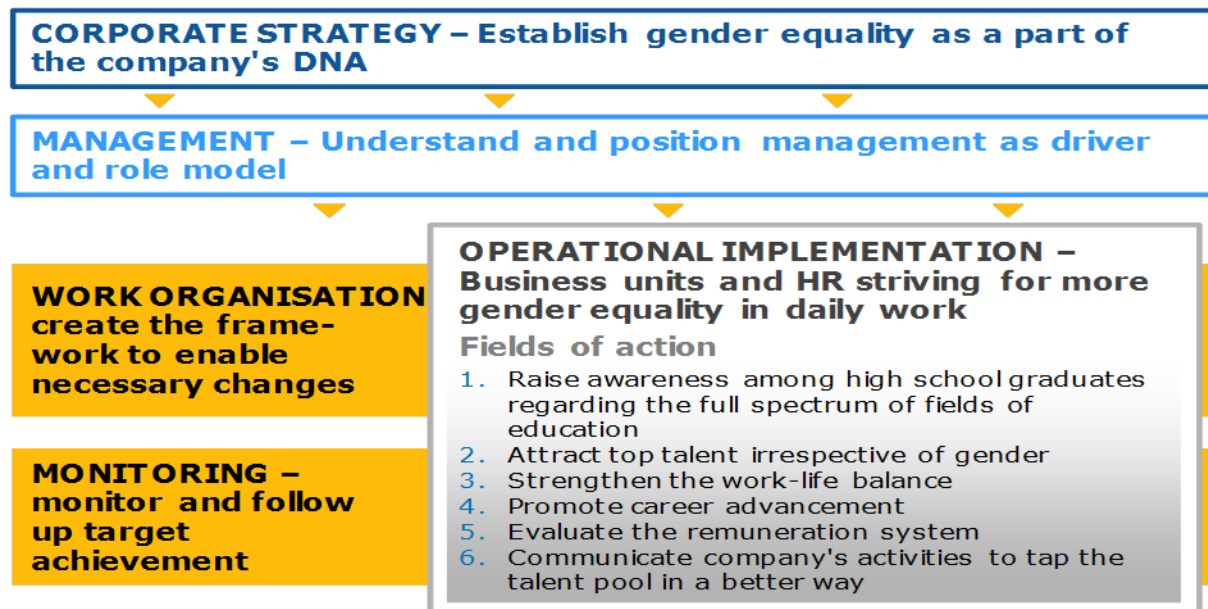 CORPORATE STRATEGY – Establish gender equality as a part of
the company's DNA
MANAGEMENT – Understand and position management as driver
and role model
WORK ORGANISATION
create the frame-
work to enable
necessary changes
MONITORING –
monitor and follow
up target
achievement
OPERATIONAL IMPLEMENTATION –
Business units and HR striving for more
gender equality in daily work
Fields of action
1. Raise awareness among high school graduates
regarding the full spectrum of fields of
education
2. Attract top talent irrespective of gender
3. Strengthen the work-life balance
4. Promote career advancement
5. Evaluate the remuneration system
6. Communicate company's activities to tap the
talent pool in a better way